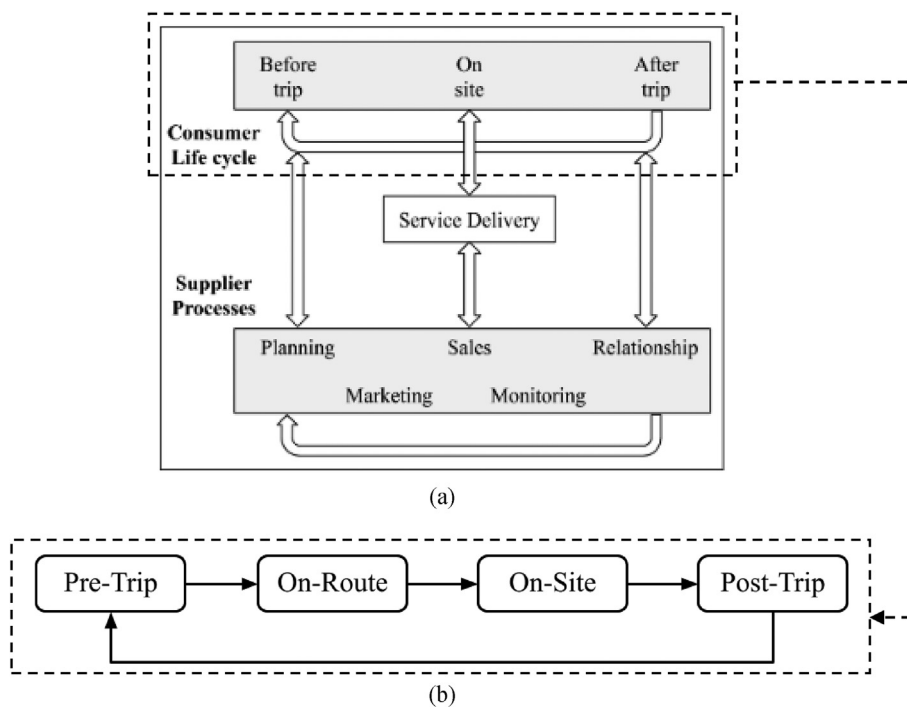 Before trip
On site
After trip
Consumer
Life cycle
Service Delivery
Supplier
Processes
Planning
Sales
Relationship
Marketing
Monitoring
(a)
Pre-Trip
On-Route
On-Site
Post-Trip
(b)